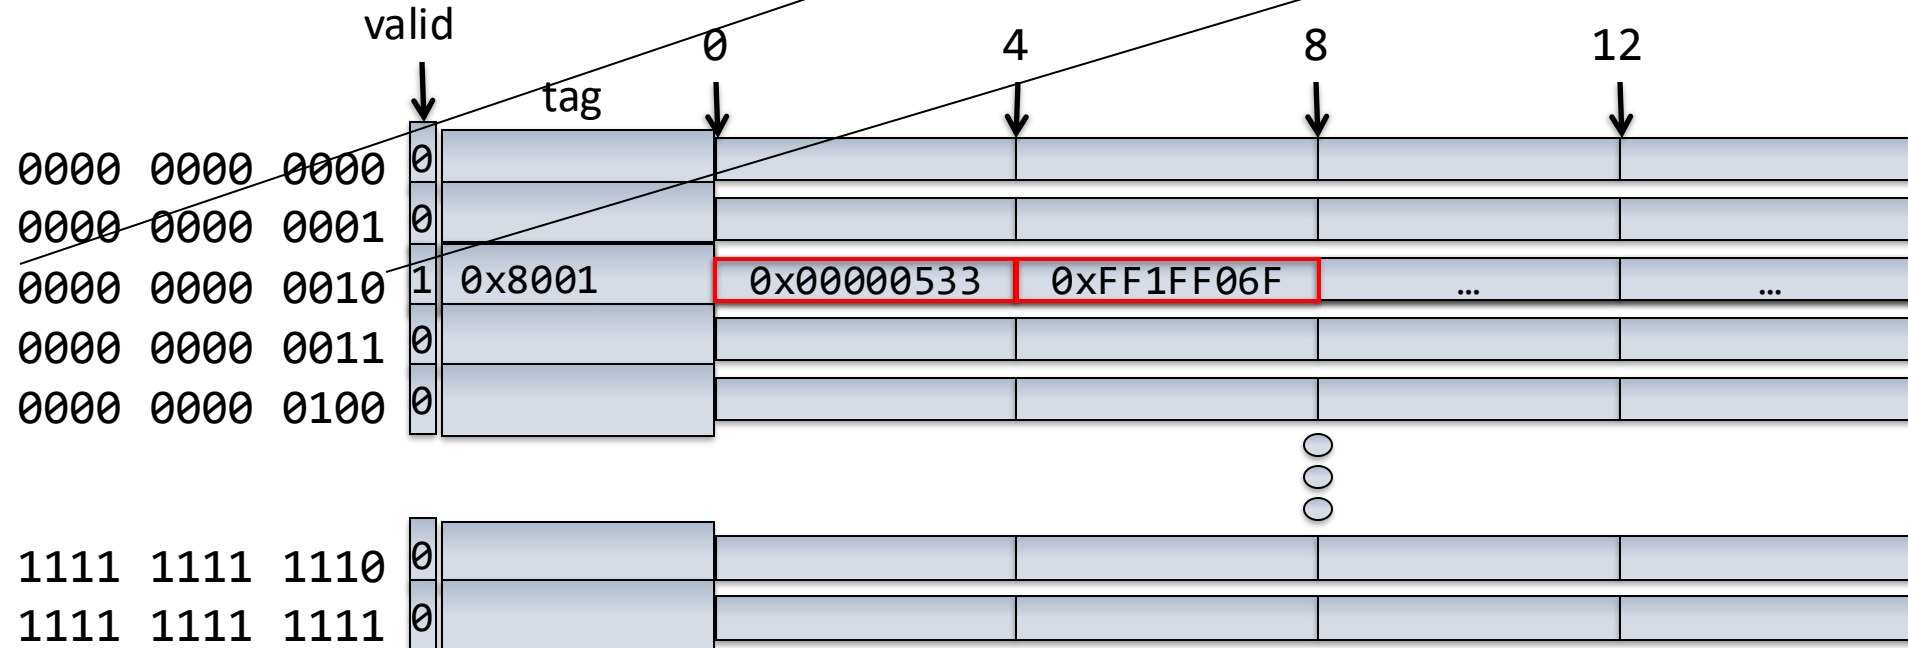 valid
0 4 8 12
tag
0000 0000 0000 0
0000 0000 0001 0
0000 0000 0010 1 0x8001 0x00000533 0xFF1FF06F … …
0000 0000 0011 0
0000 0000 0100 0
1111 1111 1110 0
1111 1111 1111 0